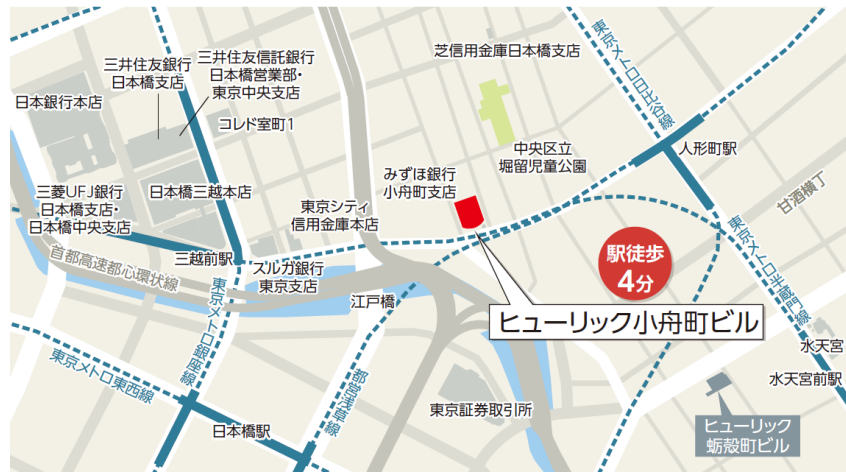 芝信用金庫日本橋支店
三井住友銀行
日本橋支店
三井住友信託銀行
日本橋営業部・
東京中央支店
日本銀行本店
コレド室町1
東京メトロ日比谷線
人形町駅
中央区立
堀留児童公園
みずほ銀行
小舟町支店
三菱UFJ銀行
日本橋支店・
日本橋中央支店
日本橋三越本店
東京シティ
信用金庫本店
甘酒横丁
三越前駅
スルガ銀行
東京支店
首都高速都心環状線
駅徒歩
4分
東京メトロ半蔵門線
江戸橋
ヒューリック小舟町ビル
東京メトロ銀座線
水天宮
東京メトロ東西線
都営浅草線
水天宮前駅
東京証券取引所
日本橋駅
ヒューリック
蛎殻町ビル